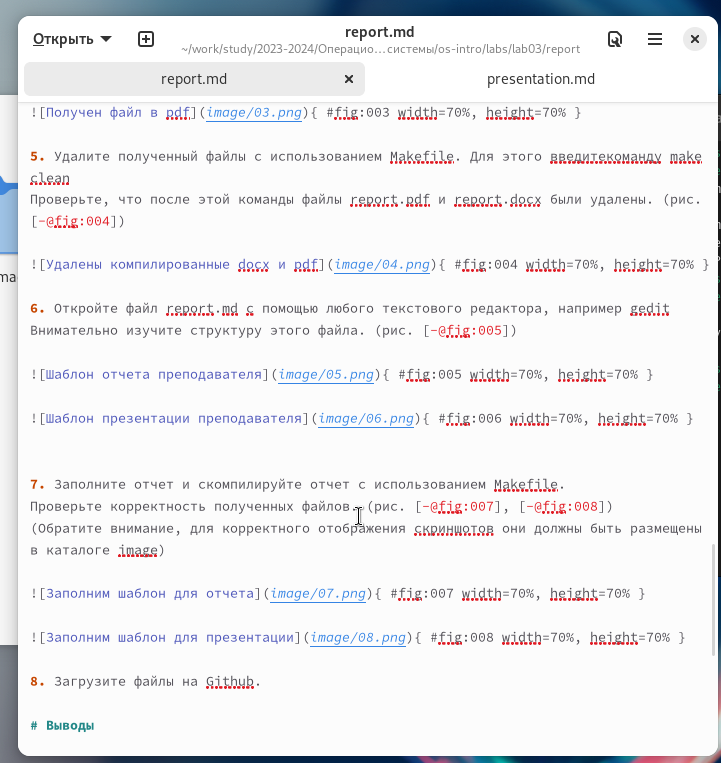 Открыть
report.md
~/work/study/2023-2024/Операцио…системы/os-intro/labs/lab03/report
report.md
presentation.md
![Получен файл в pdf](image/03.png){ #fig:003 width=70%, height=70% }
5. Удалите полученный файлы с использованием Makefile. Для этого введитекоманду make
clean
Проверьте, что после этой команды файлы report.pdf и report.docx были удалены. (рис.
[-@fig:004])
![Удалены компилированные docx и pdf](image/04.png){ #fig:004 width=70%, height=70% }
6. Откройте файл report.md c помощью любого текстового редактора, например gedit
Внимательно изучите структуру этого файла. (рис. [-@fig:005])
![Шаблон отчета преподавателя](image/05.png){ #fig:005 width=70%, height=70% }
![Шаблон презентации преподавателя](image/06.png){ #fig:006 width=70%, height=70% }
7. Заполните отчет и скомпилируйте отчет с использованием Makefile.
Проверьте корректность полученных файлов. (рис. [-@fig:007], [-@fig:008])
(Обратите внимание, для корректного отображения скриншотов они должны быть размещены
в каталоге image)
![Заполним шаблон для отчета](image/07.png){ #fig:007 width=70%, height=70% }
![Заполним шаблон для презентации](image/08.png){ #fig:008 width=70%, height=70% }
8. Загрузите файлы на Github.
# Выводы